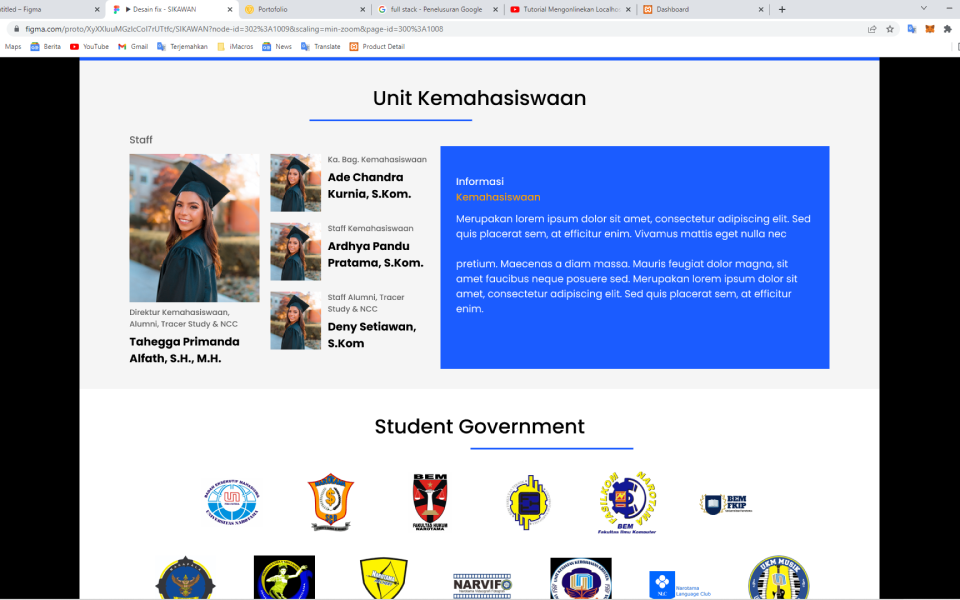 ntitled – Figma
Desain fix - SIKAWAN
Portofolio
full stack - Penelusuran Google
Tutorial Mengonlinekan Localho
Dashboard
figma.com/proto/XyXXluuMGzlcCoI7rUTtfc/SIKAWAN?node-id=302%3A1009&scaling=min-zoom&page-id=300%3A1008
Maps
Berita
YouTube
Gmail
Terjemahkan
iMacros
News
Translate
Product Detail
Unit Kemahasiswaan
Staff
Direktur Kemahasiswaan,
Alumni, Tracer Study & NCC
Tahegga Primanda
Alfath, S.H., M.H.
Ka. Bag. Kemahasiswaan
Ade Chandra
Kurnia, S.Kom.
Staff Kemahasiswaan
Ardhya Pandu
Pratama, S.Kom.
Staff Alumni, Tracer
Study & NCC
Deny Setiawan,
S.Kom
Informasi
Kemahasiswaan
Merupakan lorem ipsum dolor sit amet, consectetur adipiscing elit. Sed
quis placerat sem, at efficitur enim. Vivamus mattis eget nulla nec
pretium. Maecenas a diam massa. Mauris feugiat dolor magna, sit
amet faucibus neque posuere sed. Merupakan lorem ipsum dolor sit
amet, consectetur adipiscing elit. Sed quis placerat sem, at efficitur
enim.
Student Government
BEM
FAKULTAS HUKUM
NAROTAMA
FASILKOM NAROTAMA
BEM
Fakultas Ilmu Komputer
BEM
FKIP
NARVIFO
NLC
Narotama
Language Club
UKM MUSIK